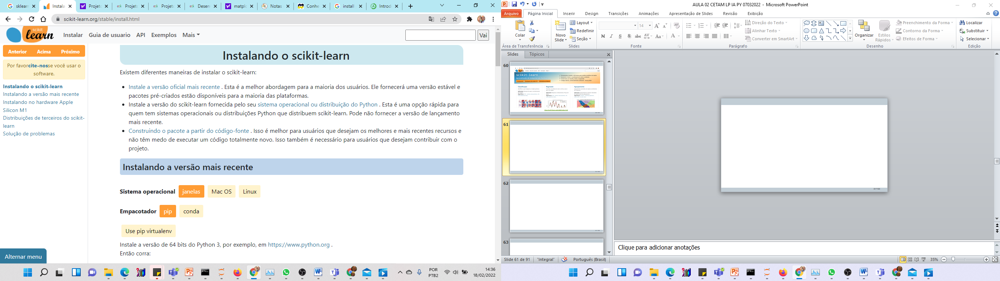 sklearn
Instala
Projeto
Projeto
Projeto
Desen
matplo
Notas
Conhe
install
Introdu
scikit-learn.org/stable/install.html
scikit
learn
Instalar
Guia de usuario
API
Exemplos
Mais
Vai
Anterior
Acima
Próximo
Por favorcite-nosse você usar o
software.
Instalando o scikit-learn
Instalando a versão mais recente
Instalando no hardware Apple
Silicon M1
Distribuições de terceiros do scikit-
learn
Solução de problemas
Alternar menu
Instalando o scikit-learn
Existem diferentes maneiras de instalar o scikit-learn:
Instale a versão oficial mais recente . Esta é a melhor abordagem para a maioria dos usuários. Ele fornecerá uma versão estável e
pacotes pré-criados estão disponíveis para a maioria das plataformas.
Instale a versão do scikit-learn fornecida pelo seu sistema operacional ou distribuição do Python . Esta é uma opção rápida para
quem tem sistemas operacionais ou distribuições Python que distribuem scikit-learn. Pode não fornecer a versão de lançamento
mais recente.
Construindo o pacote a partir do código-fonte . Isso é melhor para usuários que desejam os melhores e mais recentes recursos e
não têm medo de executar um código totalmente novo. Isso também é necessário para usuários que desejam contribuir com o
projeto.
Instalando a versão mais recente
Sistema operacional janelas Mac OS Linux
Empacotador pip conda
Use pip virtualenv
Instale a versão de 64 bits do Python 3, por exemplo, em https://www.python.org .
Então corra:
POR
PTB2
14:36
18/02/2022
AULA 02 CETAM LP IA PY 07032022 - Microsoft PowerPoint
Arquivo
Página Inicial
Inserir
Design
Transições
Animações
Apresentação de Slides
Revisão
Exibição
Colar
Área de Transferência
Novo
Slide
Layout
Redefinir
Seção
Slides
14
N I S S abc AV Aa A
Fonte
Direção do Texto
Alinhar Texto
Converter em SmartArt
Parágrafo
Organizar
Estilos
Rápidos
Preenchimento da Forma
Contorno da Forma
Efeitos de Forma
Desenho
Localizar
Substituir
Selecionar
Edição
Slides
Tópicos
60
scikit-learn
61
62
63
Clique para adicionar anotações
Slide 61 de 91
"Integral"
Português (Brasil)
35%